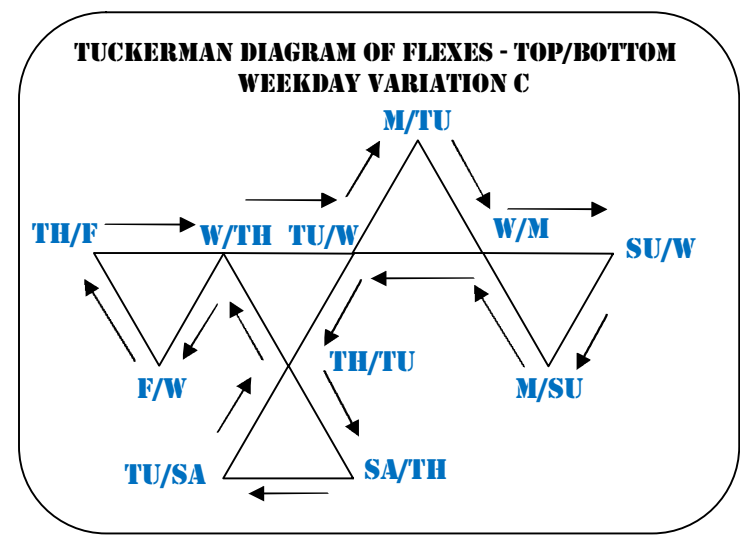 TUCKERMAN DIAGRAM OF FLEXES - TOP/BOTTOM
WEEKDAY VARIATION C
M/TU
TH/F
W/TH
TU/W
W/M
SU/W
TH/TU
F/W
M/SU
TU/SA
SA/TH